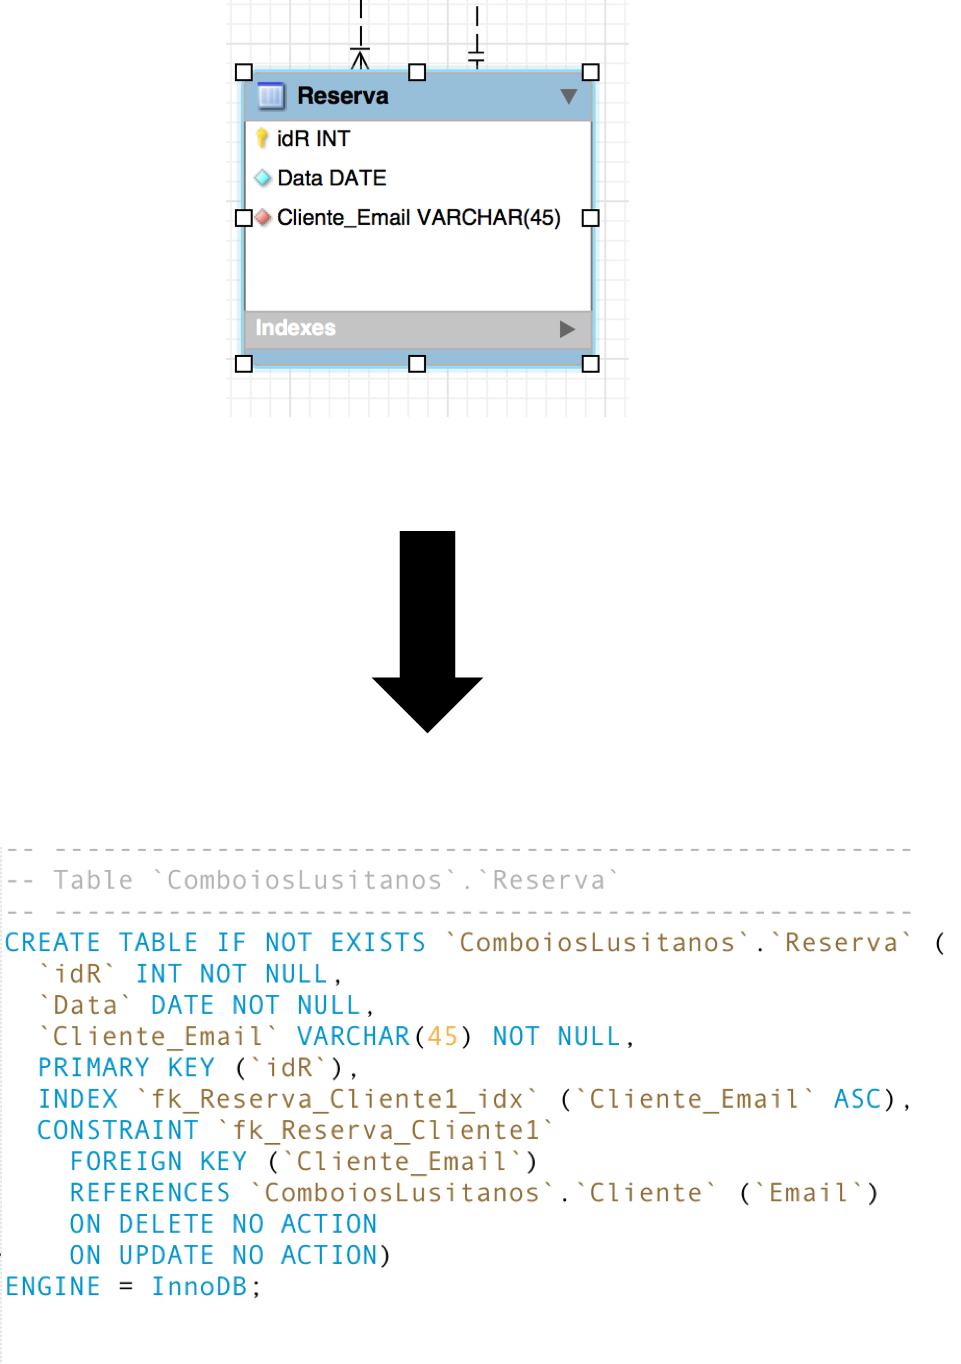 Reserva
idR INT
Data DATE
Cliente_Email VARCHAR(45)
Indexes
-- -----------------------------------------------------
-- Table `ComboiosLusitanos`.`Reserva`
-- -----------------------------------------------------
CREATE TABLE IF NOT EXISTS `ComboiosLusitanos`.`Reserva` (
  `idR` INT NOT NULL,
  `Data` DATE NOT NULL,
  `Cliente_Email` VARCHAR(45) NOT NULL,
  PRIMARY KEY (`idR`),
  INDEX `fk_Reserva_Cliente1_idx` (`Cliente_Email` ASC),
  CONSTRAINT `fk_Reserva_Cliente1`
    FOREIGN KEY (`Cliente_Email`)
    REFERENCES `ComboiosLusitanos`.`Cliente` (`Email`)
    ON DELETE NO ACTION
    ON UPDATE NO ACTION)
ENGINE = InnoDB;